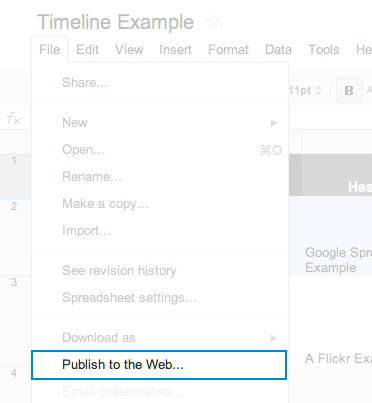 Timeline Example
File Edit View Insert Format Data Tools He
Share...
11pt B A
New
fx
Open... ⌘O
1
Rename...
Hea
2
Make a copy...
Import...
Google Spr
Example
See revision history
3
Spreadsheet settings...
Download as
A Flickr Exa
Publish to the Web...
4
Email collaborators...